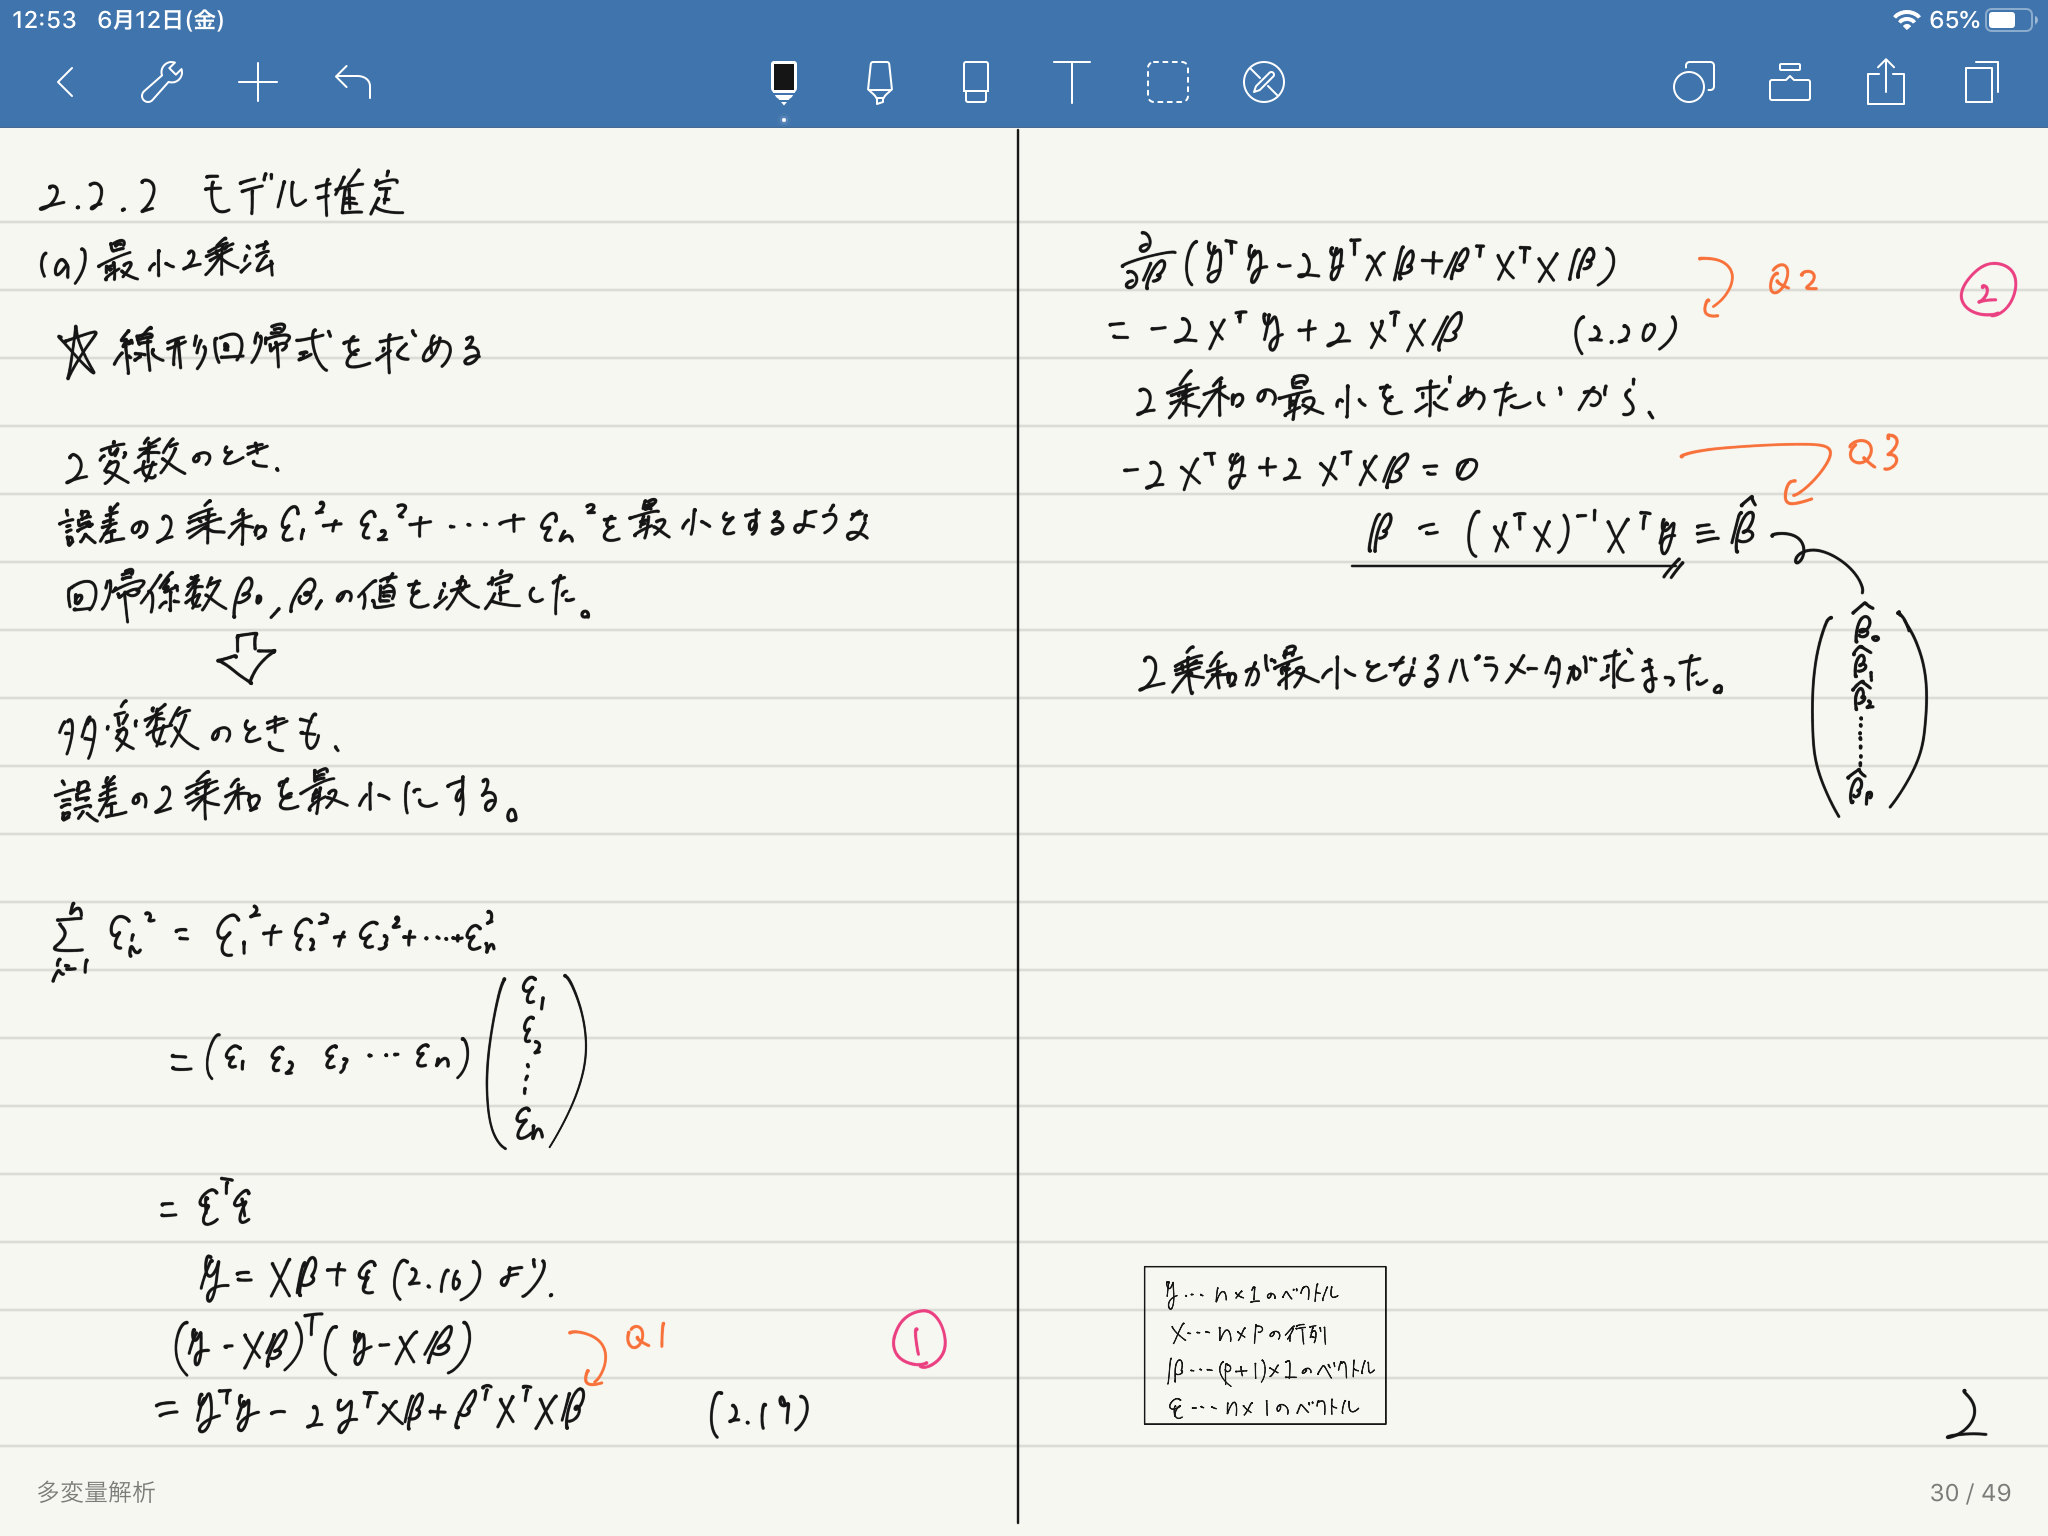 12:53 6月12日(金)
65%
2.2.2 モデル推定
(a)最小2乗法
☆ 線形回帰式を求める
2変数のとき.
誤差の2乗和 ε₁²+ ε₂²+ ⋯ + εₙ² を最小とするような
回帰係数β₀, β₁の値を決定した。
⇩
多変数のときも、
誤差の2乗和を最小にする。
∑ᵢ₌₁ⁿ εᵢ² = ε₁²+ ε₂²+ ε₃²+⋯+εₙ²
= (ε₁ ε₂ ε₃ ⋯ εₙ) (ε₁ ε₂ ⋮ εₙ)
= εᵀε
y = Xβ + ε (2.16) より.
(y - Xβ)ᵀ(y - Xβ) Q1 ①
= yᵀy - 2yᵀXβ + βᵀXᵀXβ (2.19)
∂/∂β (yᵀy - 2yᵀXβ + βᵀXᵀXβ) Q2 ②
= -2Xᵀy + 2XᵀXβ (2.20)
2乗和の最小を求めたいから、
-2Xᵀy + 2XᵀXβ = 0 Q3
β = (XᵀX)⁻¹Xᵀy ≡ β̂
(β̂₀ β̂₁ β̂₂ ⋮ β̂ₚ)
2乗和が最小となるパラメータが求まった。
y⋯n×1のベクトル
X⋯n×pの行列
β⋯(p+1)×1のベクトル
ε⋯n×1のベクトル
2
多変量解析
30 / 49